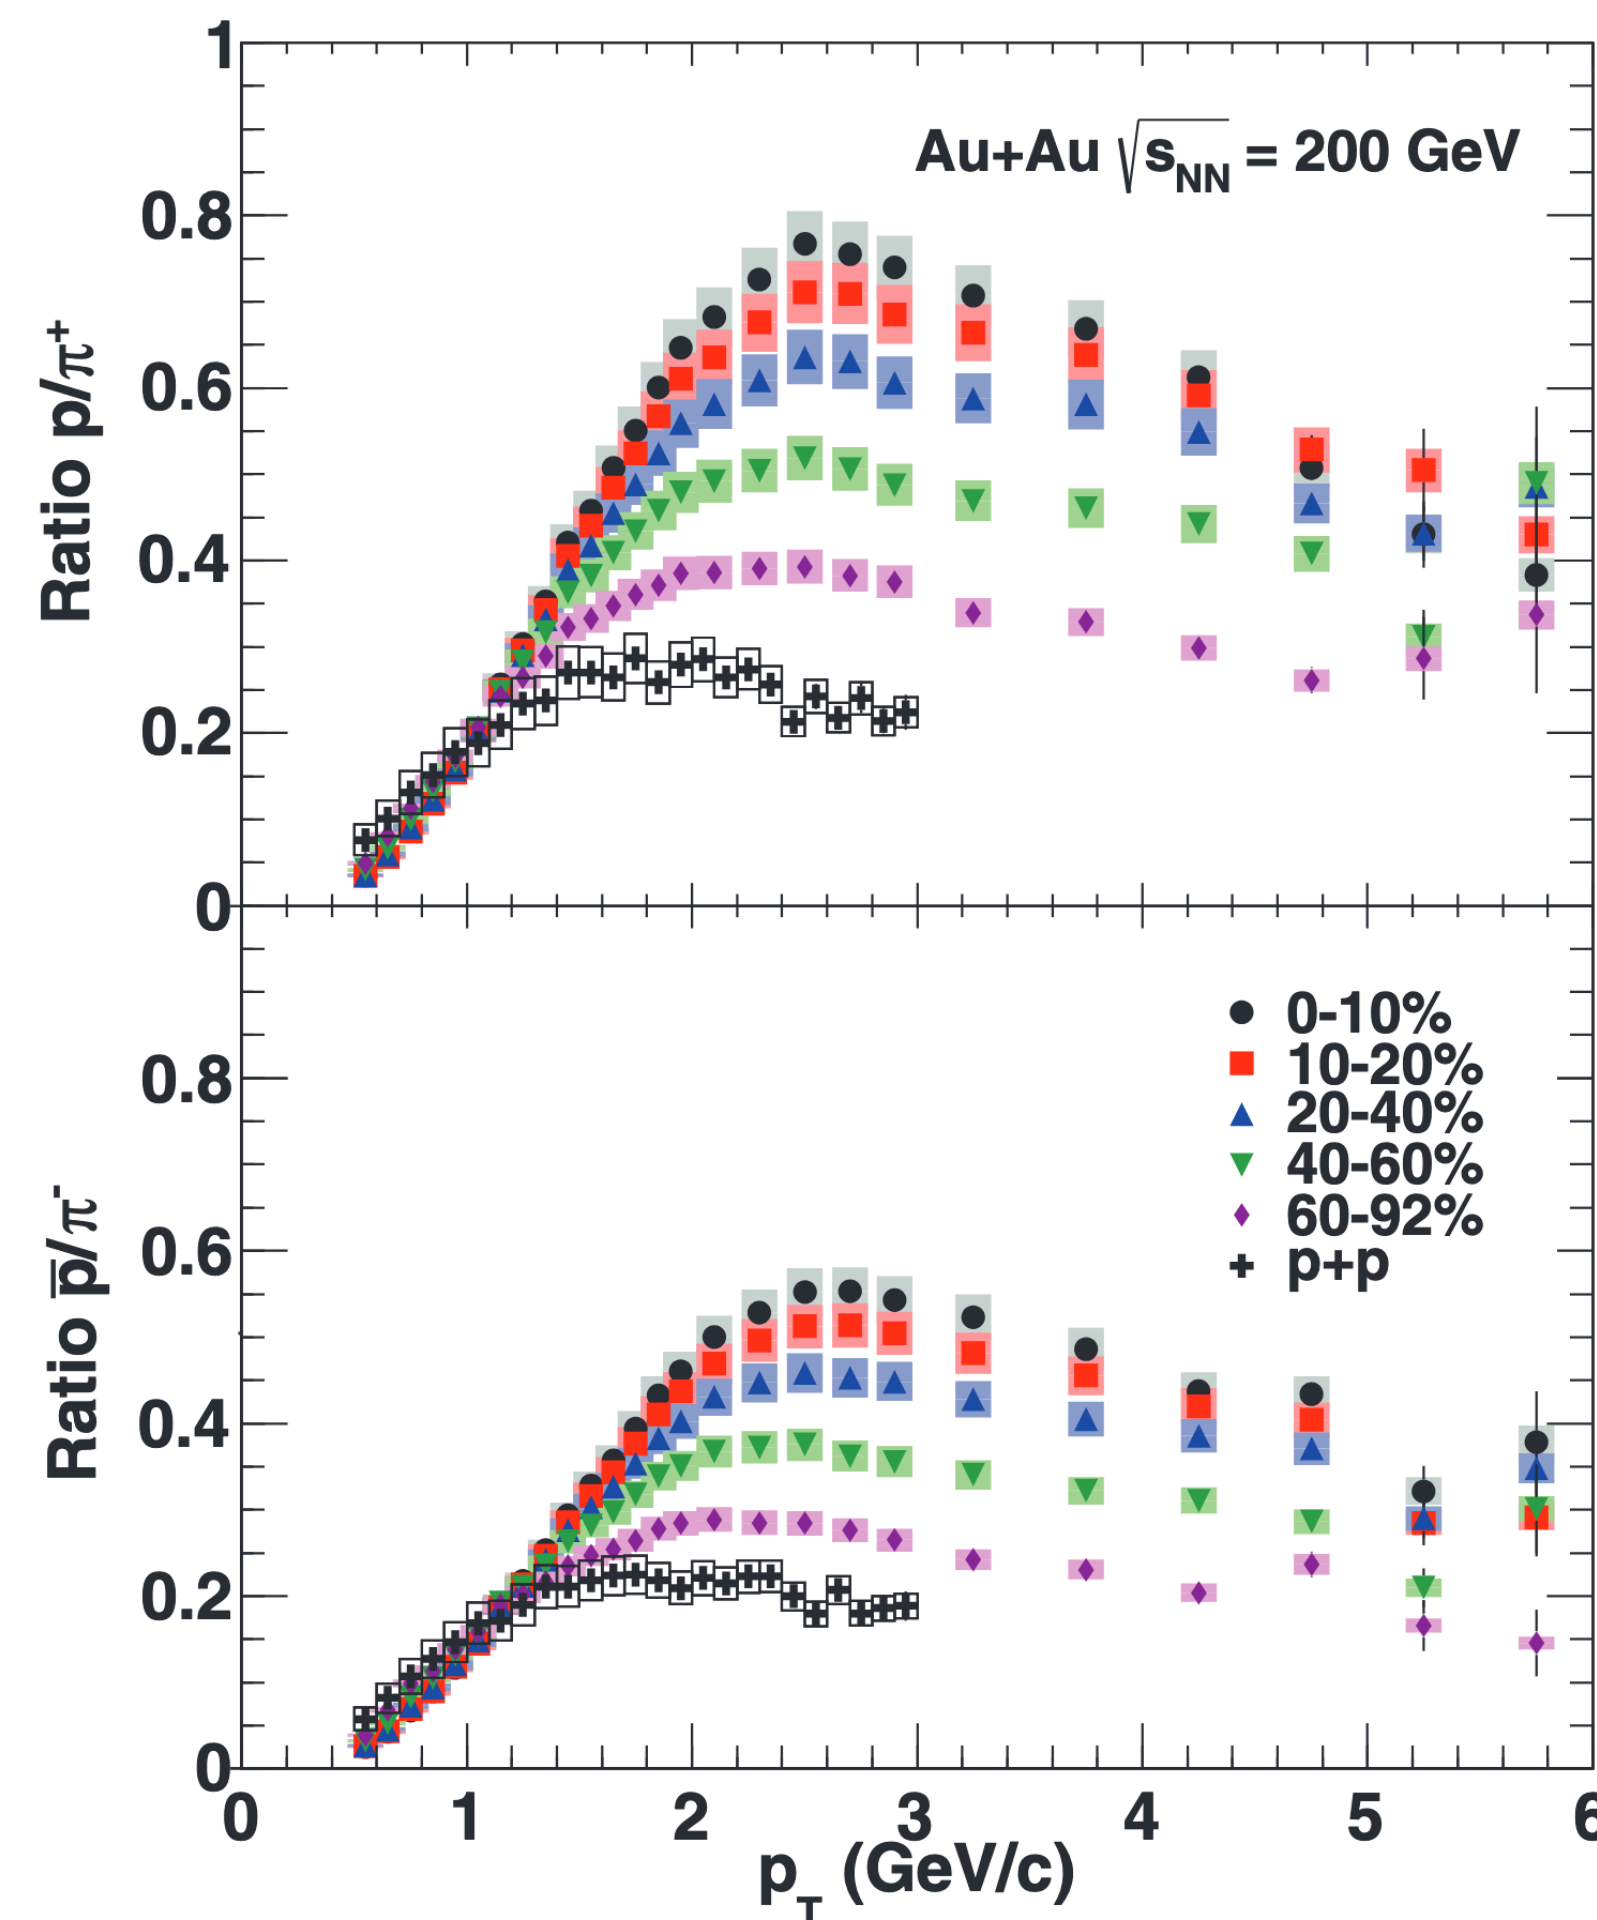 1
0.8
0.6
0.4
0.2
0
Ratio p/π⁺
Au+Au √sNN = 200 GeV
0.8
0.6
0.4
0.2
0
Ratio p̅/π⁻
0-10%
10-20%
20-40%
40-60%
60-92%
p+p
0 1 2 3 4 5 6
pT (GeV/c)